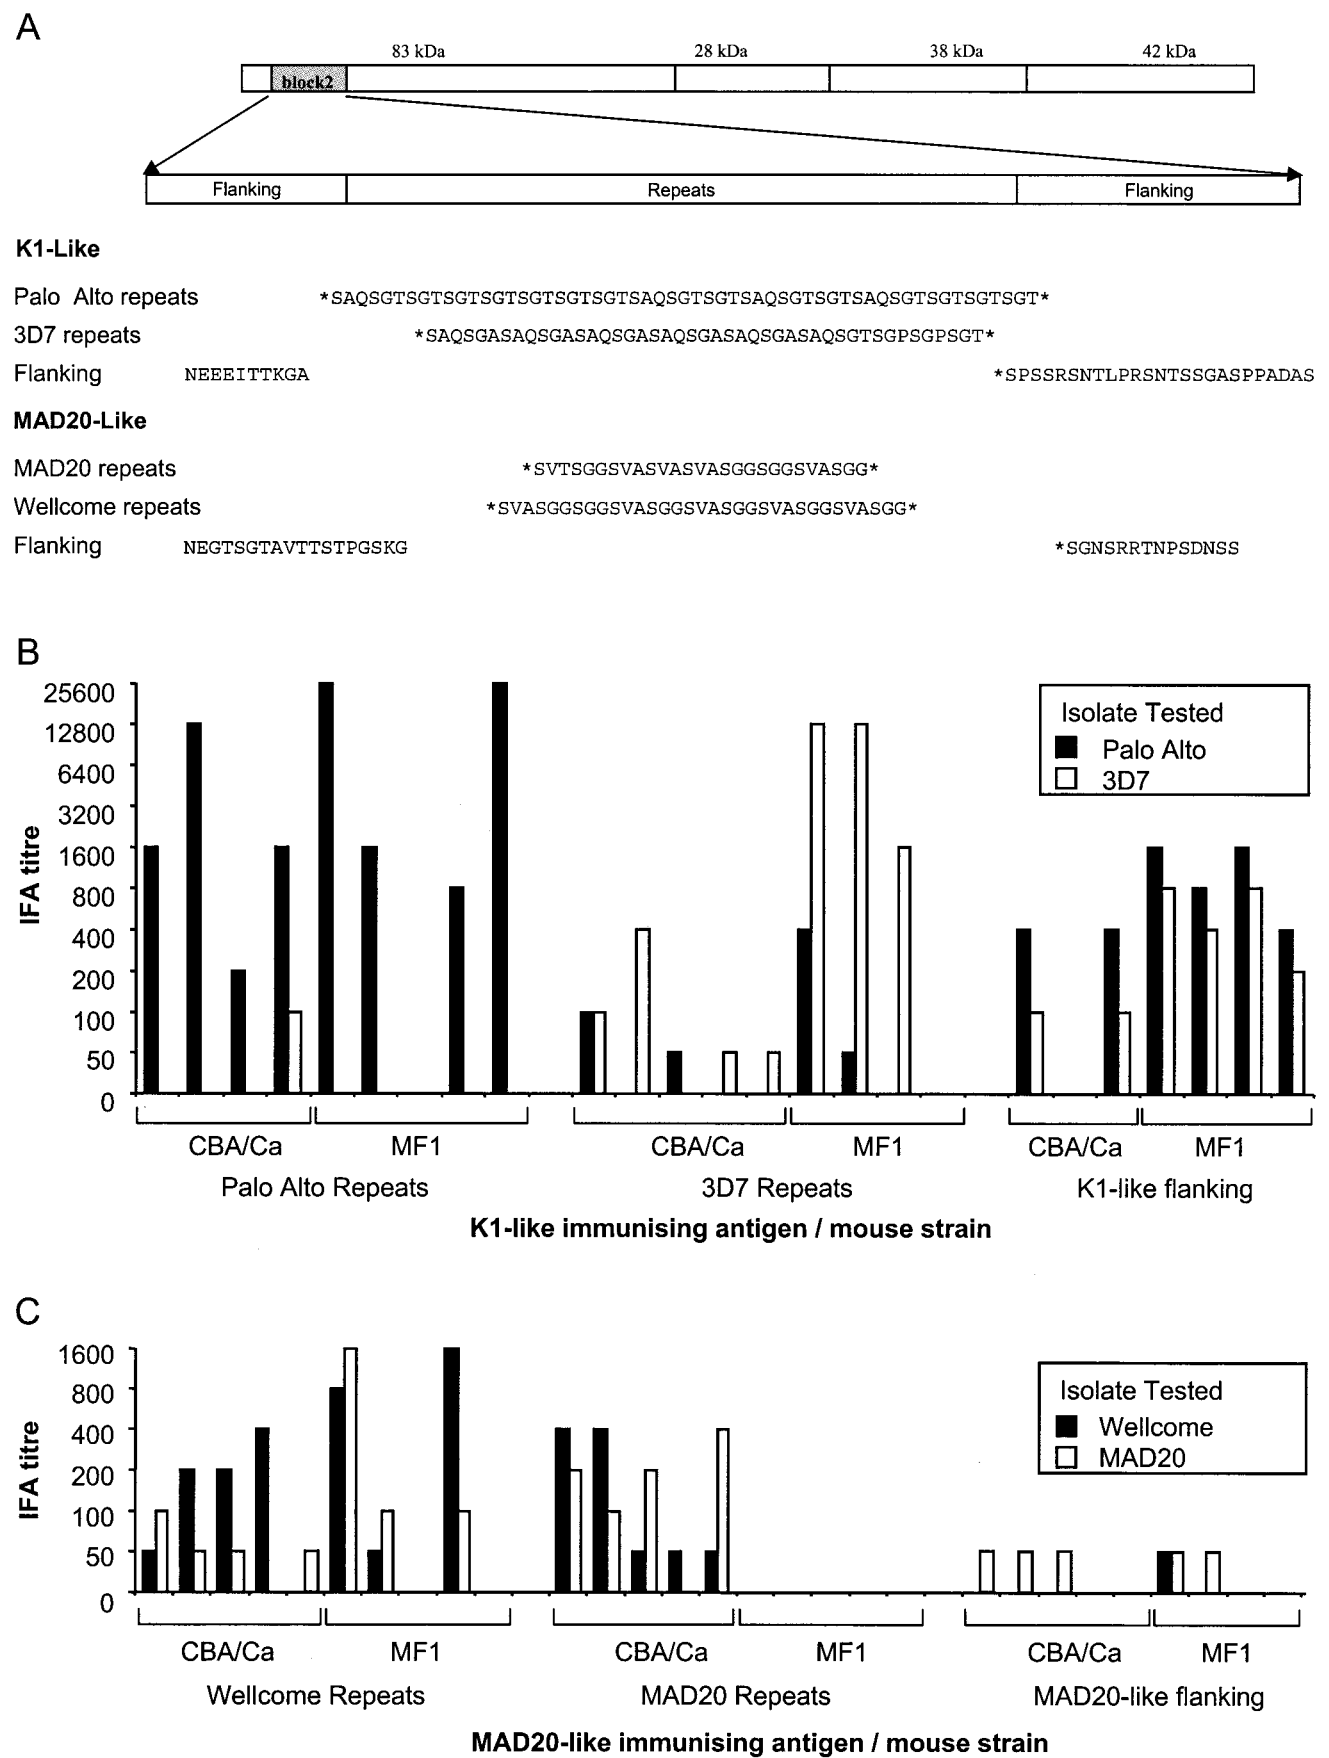 A
83 kDa 28 kDa 38 kDa 42 kDa
block2
Flanking Repeats Flanking
K1-Like
Palo Alto repeats *SAQSGTSGTSGTSGTSGTSGTSGTSAQSGTSGTSAQSGTSGTSAQSGTSGTSGTSGT*
3D7 repeats *SAQSGASAQSGASAQSGASAQSGASAQSGASAQSGTSGPSGPSGT*
Flanking NEEEITTKGA *SPSSRSNTLPRSNTSSGASPPADAS
MAD20-Like
MAD20 repeats *SVTSGGSVASVASVASGGSGGSVASGG*
Wellcome repeats *SVASGGSGGSVASGGSVASGGSVASGGSVASGG*
Flanking NEGTSGTAVTTSTPGSKG *SGNSRRTNPSDNSS
B
25600
12800
6400
3200
1600
800
400
200
100
50
0
IFA titre
Isolate Tested
Palo Alto
3D7
CBA/Ca MF1 CBA/Ca MF1 CBA/Ca MF1
Palo Alto Repeats 3D7 Repeats K1-like flanking
K1-like immunising antigen / mouse strain
C
1600
800
400
200
100
50
0
IFA titre
Isolate Tested
Wellcome
MAD20
CBA/Ca MF1 CBA/Ca MF1 CBA/Ca MF1
Wellcome Repeats MAD20 Repeats MAD20-like flanking
MAD20-like immunising antigen / mouse strain